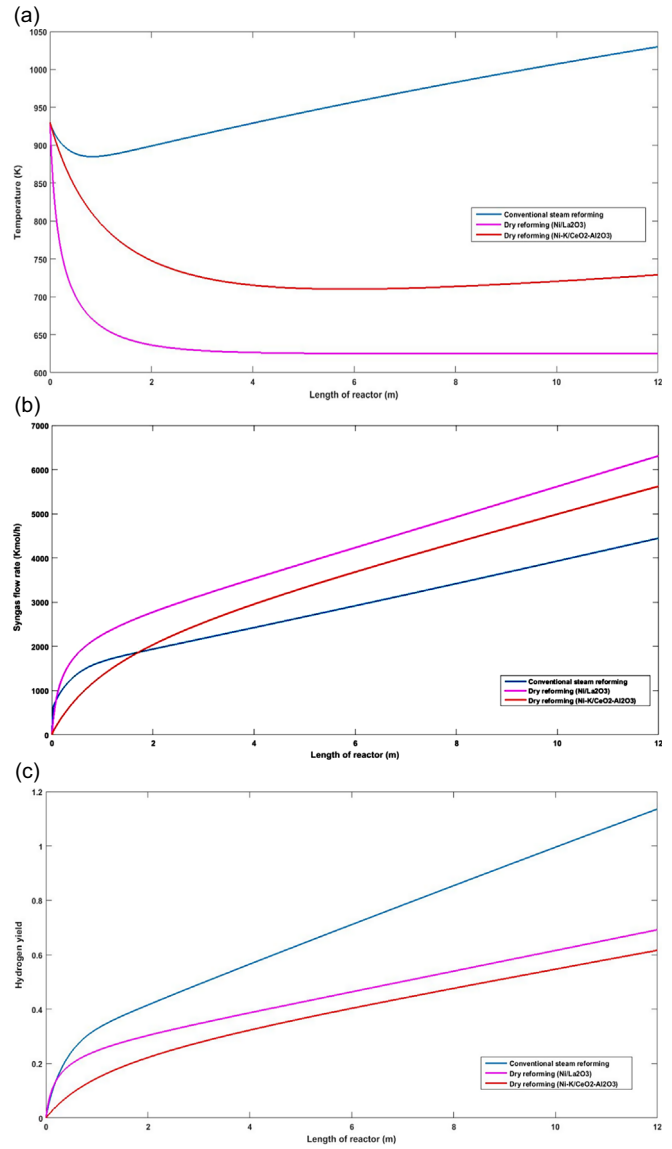 (a)
1050
1000
950
900
850
800
750
700
650
600
Temperature (K)
0 2 4 6 8 10 12
Length of reactor (m)
Conventional steam reforming
Dry reforming (Ni/La2O3)
Dry reforming (Ni-K/CeO2-Al2O3)
(b)
7000
6000
5000
4000
3000
2000
1000
0
Syngas flow rate (Kmol/h)
0 2 4 6 8 10 12
Length of reactor (m)
Conventional steam reforming
Dry reforming (Ni/La2O3)
Dry reforming (Ni-K/CeO2-Al2O3)
(c)
1.2
1
0.8
0.6
0.4
0.2
0
Hydrogen yield
0 2 4 6 8 10 12
Length of reactor (m)
Conventional steam reforming
Dry reforming (Ni/La2O3)
Dry reforming (Ni-K/CeO2-Al2O3)